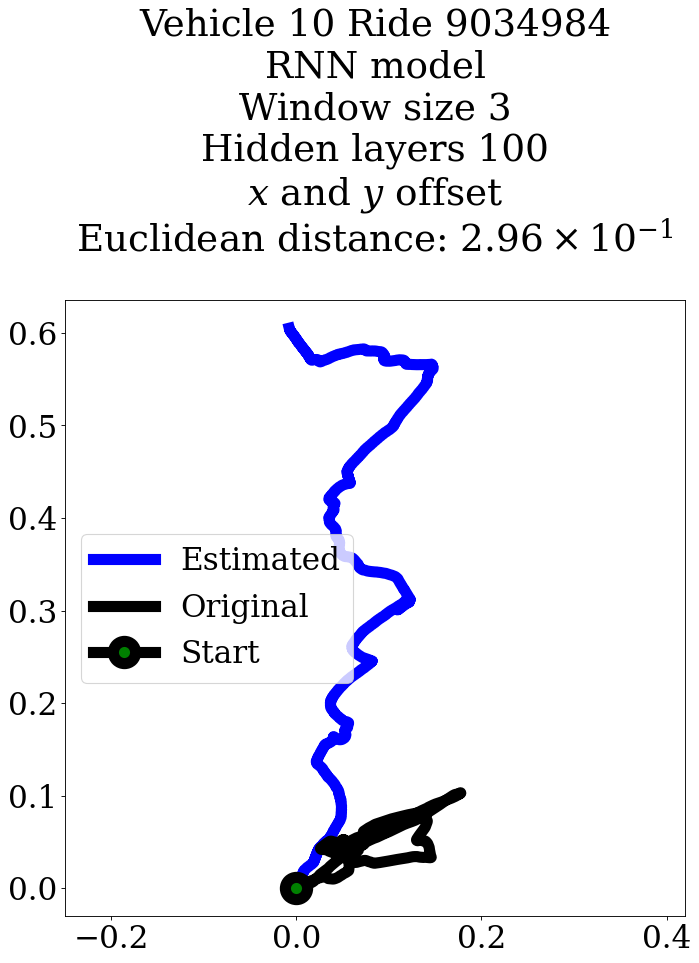 Vehicle 10 Ride 9034984
RNN model
Window size 3
Hidden layers 100
x and y offset
Euclidean distance: 2.96 × 10⁻¹
0.6
0.5
0.4
0.3
0.2
0.1
0.0
Estimated
Original
Start
−0.2 0.0 0.2 0.4